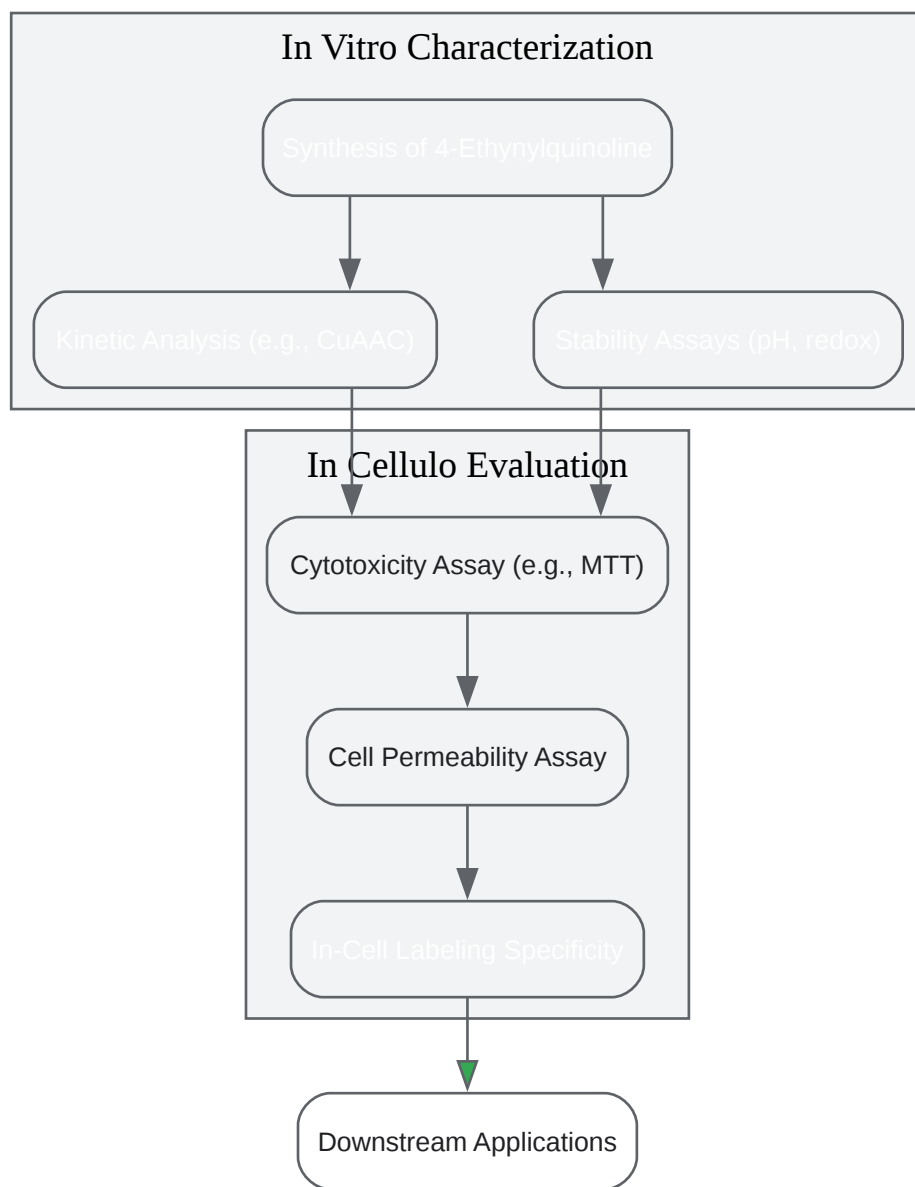 In Vitro Characterization
Synthesis of 4-Ethynylquinoline
Kinetic Analysis (e.g., CuAAC)
Stability Assays (pH, redox)
In Cellulo Evaluation
Cytotoxicity Assay (e.g., MTT)
Cell Permeability Assay
In-Cell Labeling Specificity
Downstream Applications